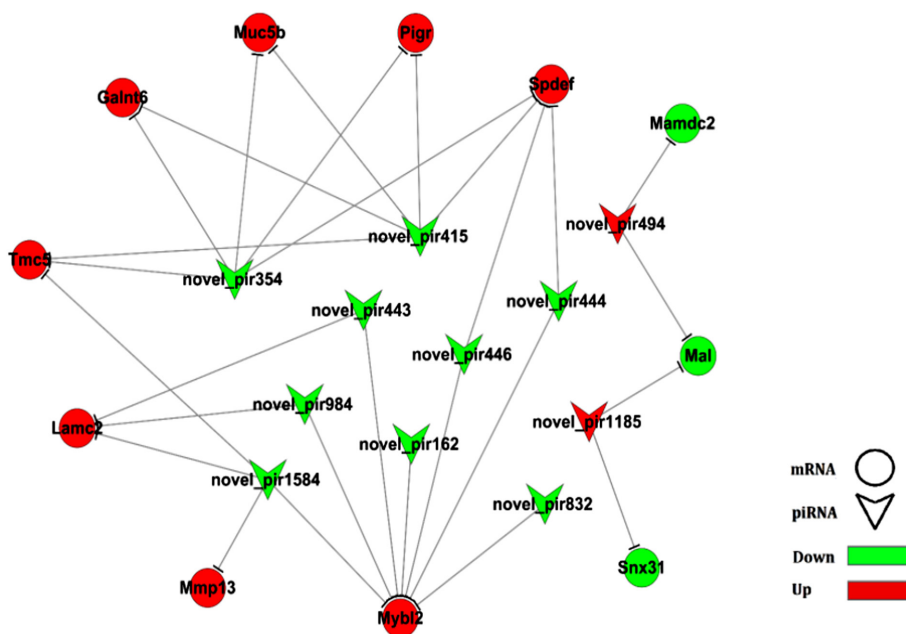 Muc5b
Pigr
Spdef
Galnt6
Mamdc2
novel_pir494
novel_pir415
Tmc5
novel_pir354
novel_pir443
novel_pir444
novel_pir446
Mal
novel_pir984
novel_pir1185
Lamc2
novel_pir162
novel_pir1584
novel_pir832
mRNA
piRNA
Down
Up
Snx31
Mmp13
Mybl2